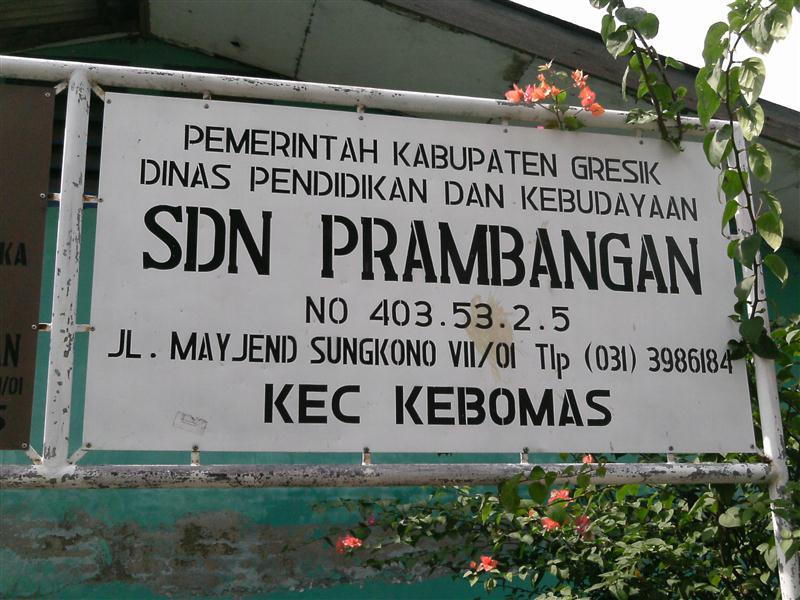 PEMERINTAH KABUPATEN GRESIK
DINAS PENDIDIKAN DAN KEBUDAYAAN
SDN PRAMBANGAN
NO 403.53.2.5
JL. MAYJEND SUNGKONO VII/01 Tlp (031) 3986184
KEC KEBOMAS